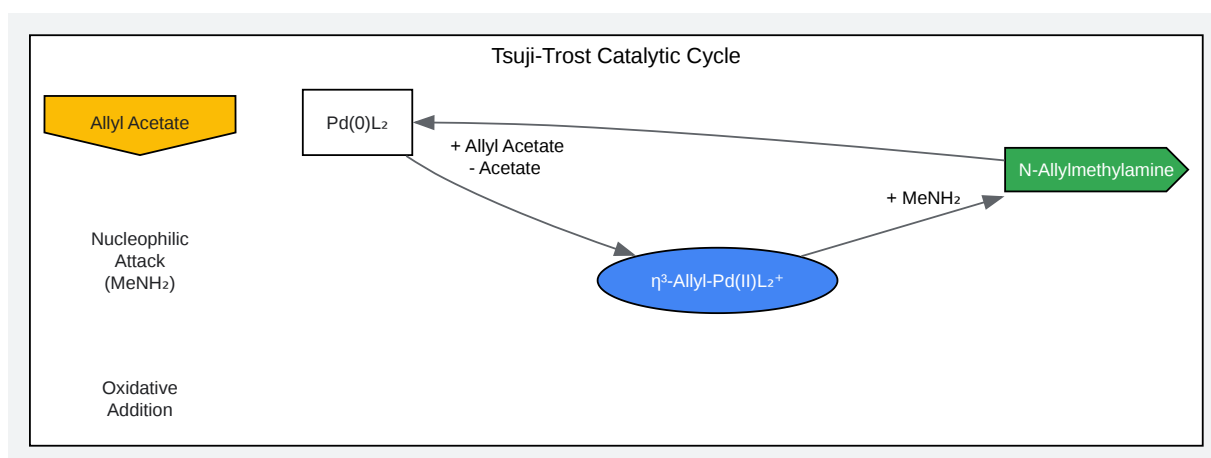 Tsuji-Trost Catalytic Cycle
Allyl Acetate
Pd(0)L₂
+ Allyl Acetate
- Acetate
N-Allylmethylamine
+ MeNH₂
Nucleophilic
Attack
(MeNH₂)
η³-Allyl-Pd(II)L₂⁺
Oxidative
Addition